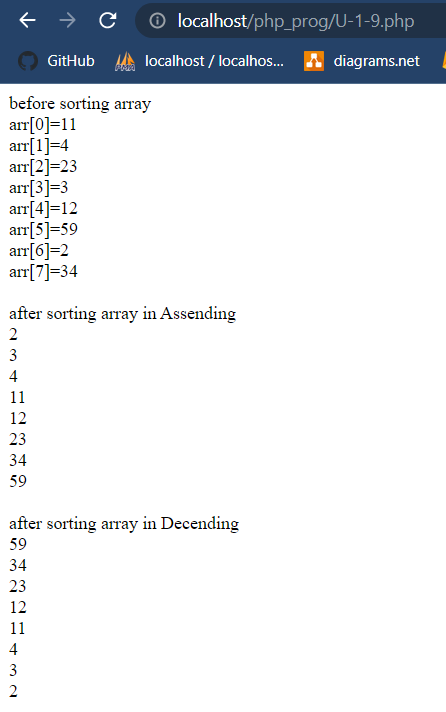 localhost/php_prog/U-1-9.php
GitHub localhost / localhos... diagrams.net
before sorting array
arr[0]=11
arr[1]=4
arr[2]=23
arr[3]=3
arr[4]=12
arr[5]=59
arr[6]=2
arr[7]=34
after sorting array in Assending
2
3
4
11
12
23
34
59
after sorting array in Decending
59
34
23
12
11
4
3
2